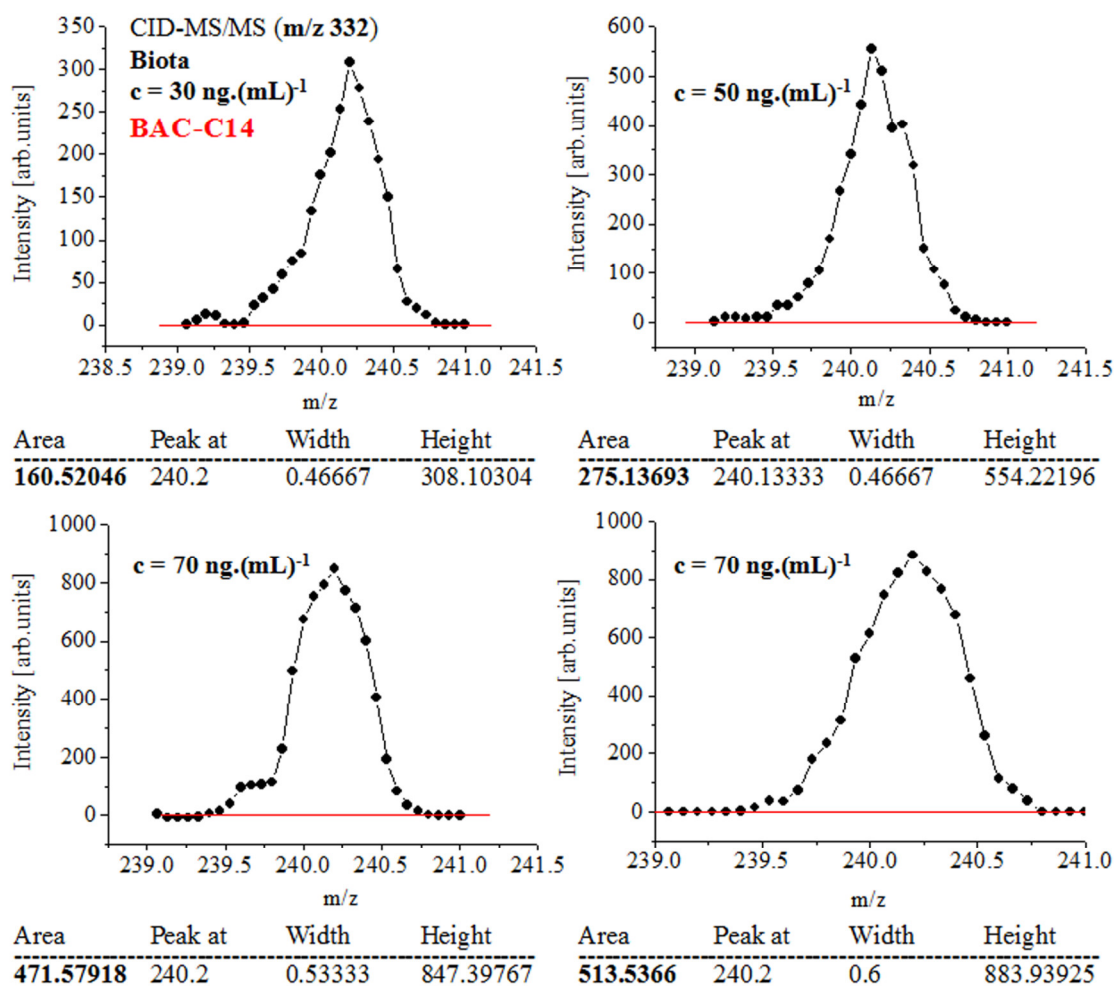 CID-MS/MS (m/z 332)
Biota
c = 30 ng.(mL)-1
BAC-C14
Intensity [arb.units]
350
300
250
200
150
100
50
0
238.5 239.0 239.5 240.0 240.5 241.0 241.5
m/z
Area Peak at Width Height
160.52046 240.2 0.46667 308.10304
c = 50 ng.(mL)-1
Intensity [arb.units]
600
500
400
300
200
100
0
239.0 239.5 240.0 240.5 241.0 241.5
m/z
Area Peak at Width Height
275.13693 240.13333 0.46667 554.22196
c = 70 ng.(mL)-1
Intensity [arb.units]
1000
800
600
400
200
0
239.0 239.5 240.0 240.5 241.0 241.5
m/z
Area Peak at Width Height
471.57918 240.2 0.53333 847.39767
c = 70 ng.(mL)-1
Intensity [arb.units]
1000
800
600
400
200
0
239.0 239.5 240.0 240.5 241.0
m/z
Area Peak at Width Height
513.5366 240.2 0.6 883.93925